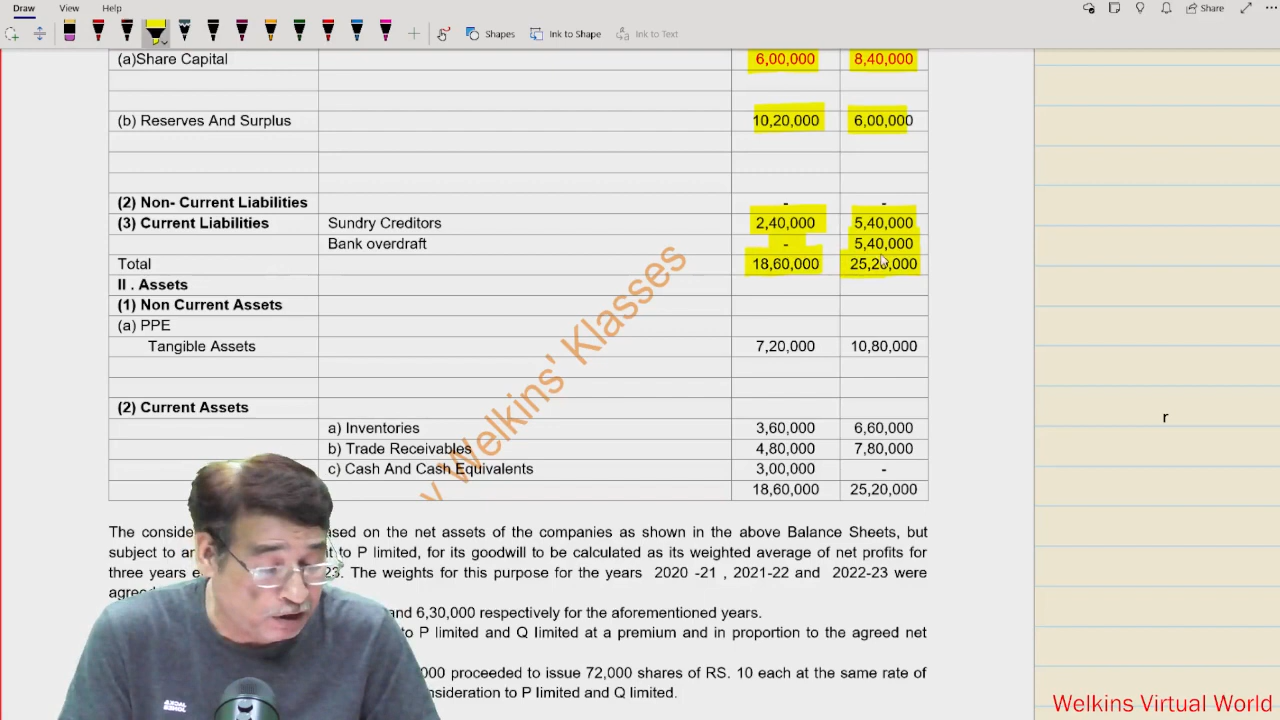 Draw View Help
Share
Shapes Ink to Shape Ink to Text
(a)Share Capital 6,00,000 8,40,000
(b) Reserves And Surplus 10,20,000 6,00,000
(2) Non- Current Liabilities - -
(3) Current Liabilities Sundry Creditors 2,40,000 5,40,000
Bank overdraft - 5,40,000
Total 18,60,000 25,20,000
II . Assets
(1) Non Current Assets
(a) PPE
Tangible Assets 7,20,000 10,80,000
(2) Current Assets
a) Inventories 3,60,000 6,60,000
b) Trade Receivables 4,80,000 7,80,000
c) Cash And Cash Equivalents 3,00,000 -
18,60,000 25,20,000
y Welkins' Klasses
r
The conside ased on the net assets of the companies as shown in the above Balance Sheets, but
subject to an t to P limited, for its goodwill to be calculated as its weighted average of net profits for
three years e 23. The weights for this purpose for the years 2020 -21 , 2021-22 and 2022-23 were
agree
and 6,30,000 respectively for the aforementioned years.
to P limited and Q limited at a premium and in proportion to the agreed net
000 proceeded to issue 72,000 shares of RS. 10 each at the same rate of
nsideration to P limited and Q limited.
Welkins Virtual World